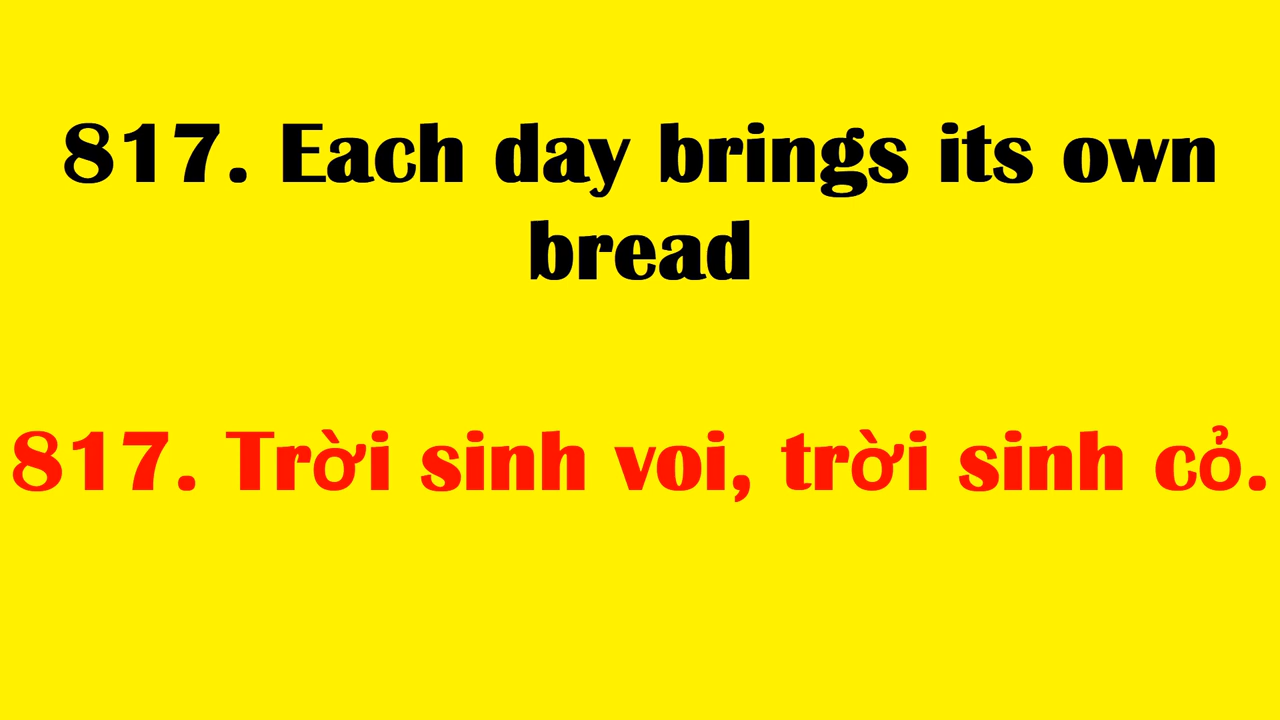 817. Each day brings its own
bread
817. Trời sinh voi, trời sinh cỏ.